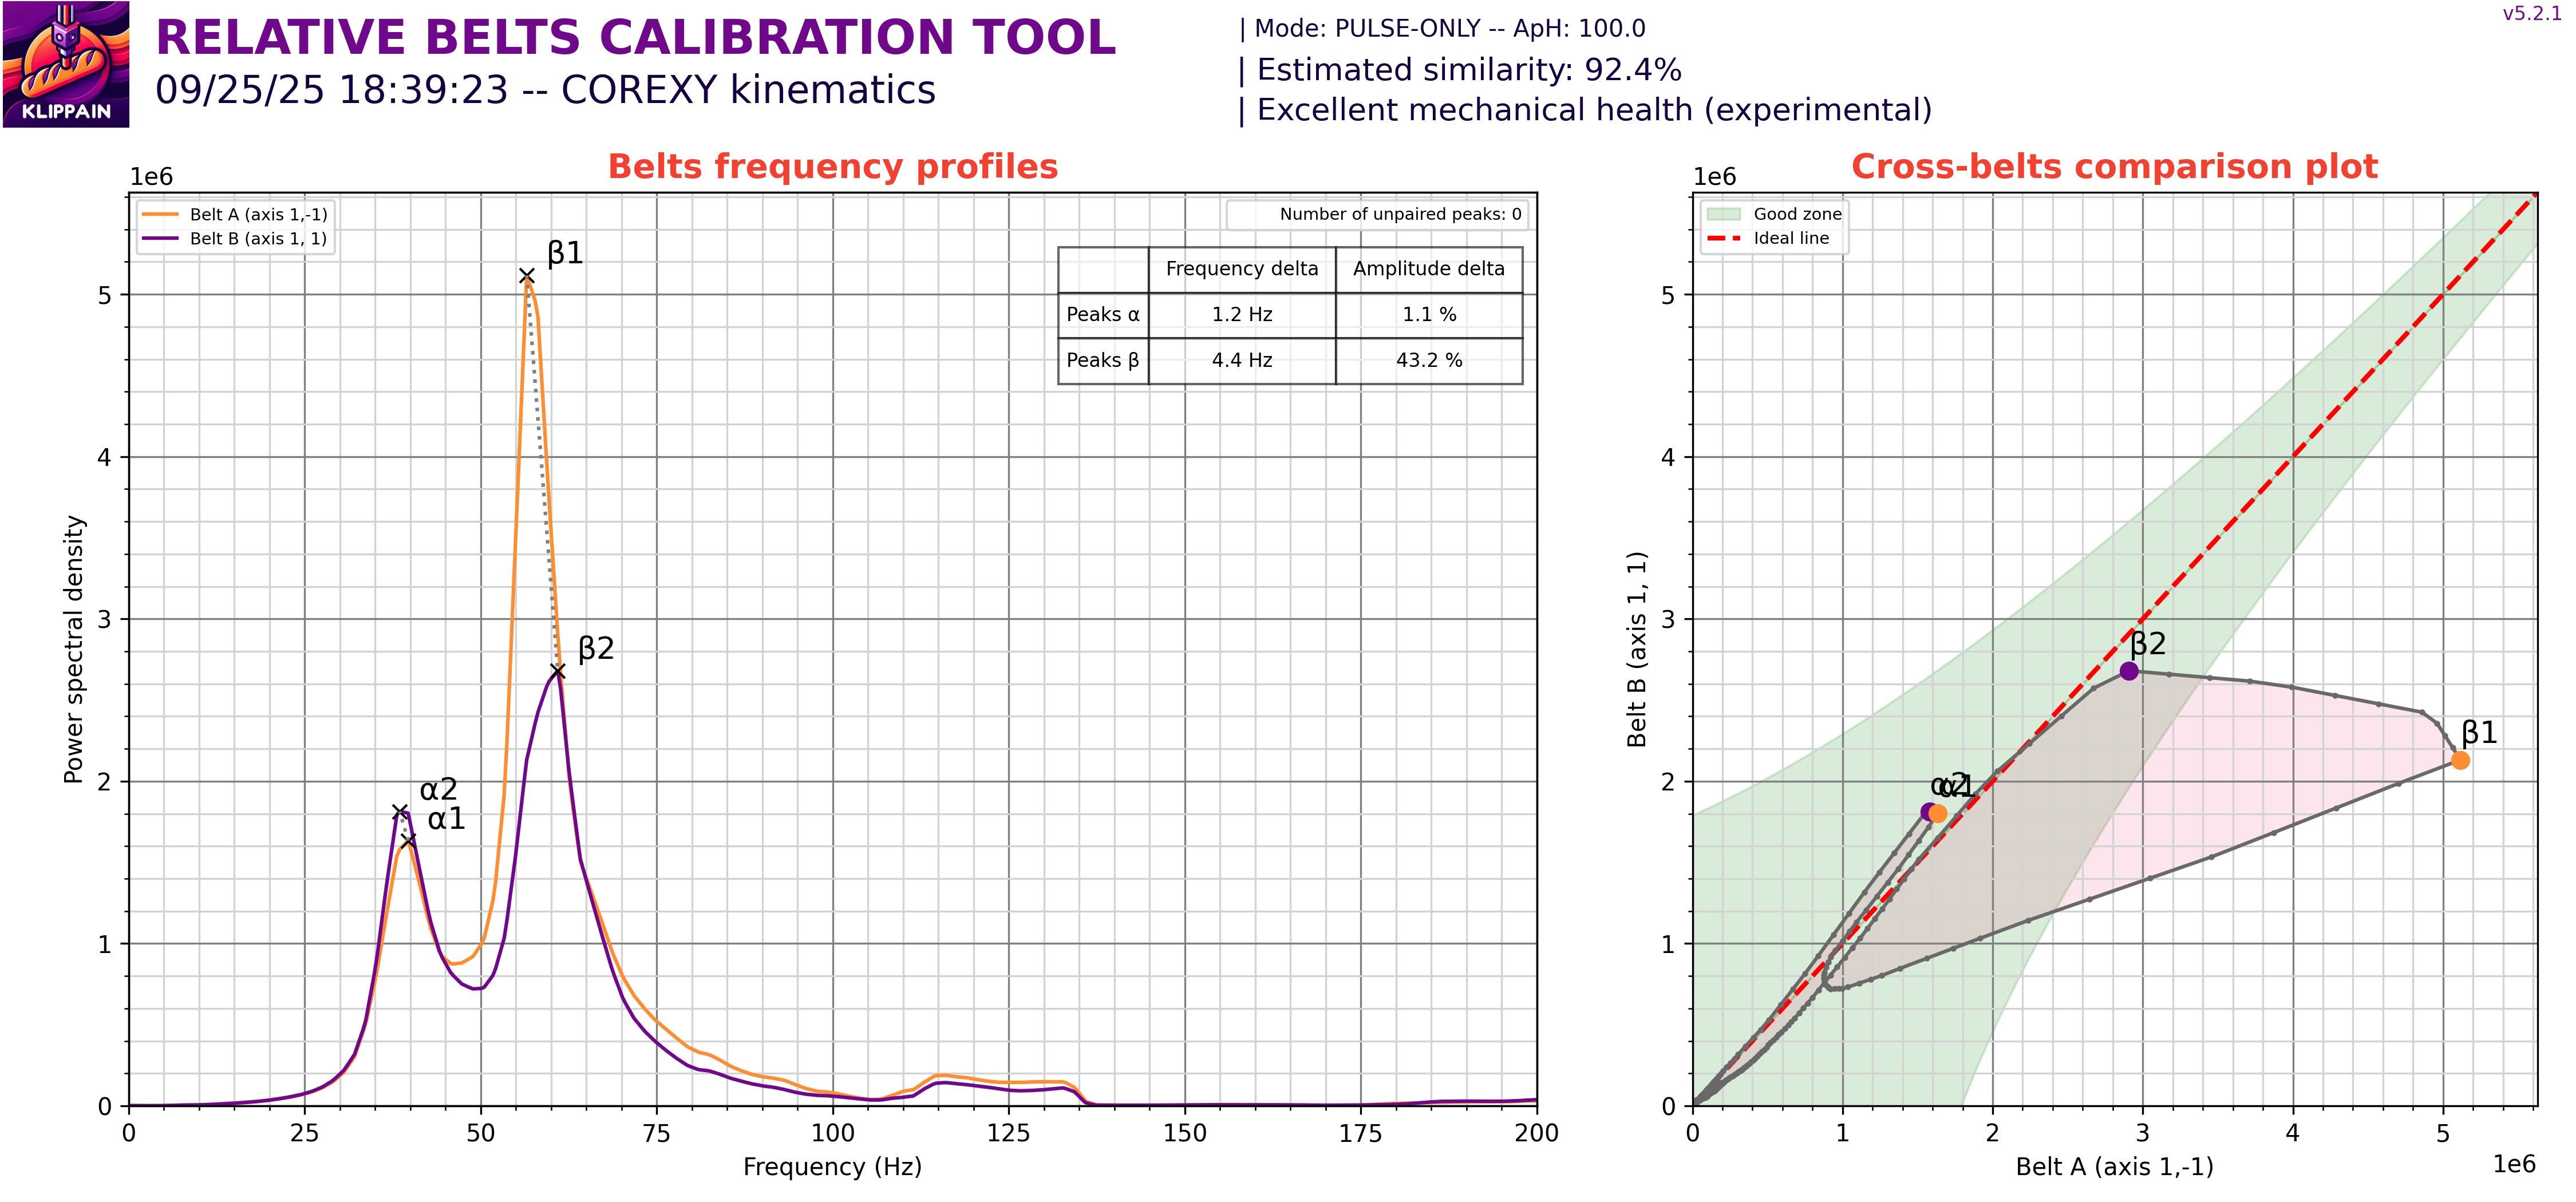 v5.2.1
KLIPPAIN
RELATIVE BELTS CALIBRATION TOOL
09/25/25 18:39:23 -- COREXY kinematics
| Mode: PULSE-ONLY -- ApH: 100.0
| Estimated similarity: 92.4%
| Excellent mechanical health (experimental)
Belts frequency profiles
1e6
Belt A (axis 1,-1)
Belt B (axis 1, 1)
Number of unpaired peaks: 0
Frequency delta Amplitude delta
Peaks α 1.2 Hz 1.1 %
Peaks β 4.4 Hz 43.2 %
β1
β2
α2
α1
5
4
3
2
1
0
Power spectral density
0 25 50 75 100 125 150 175 200
Frequency (Hz)
Cross-belts comparison plot
1e6
Good zone
Ideal line
β2
β1
α2
α1
5
4
3
2
1
0
Belt B (axis 1, 1)
0 1 2 3 4 5
Belt A (axis 1,-1)
1e6